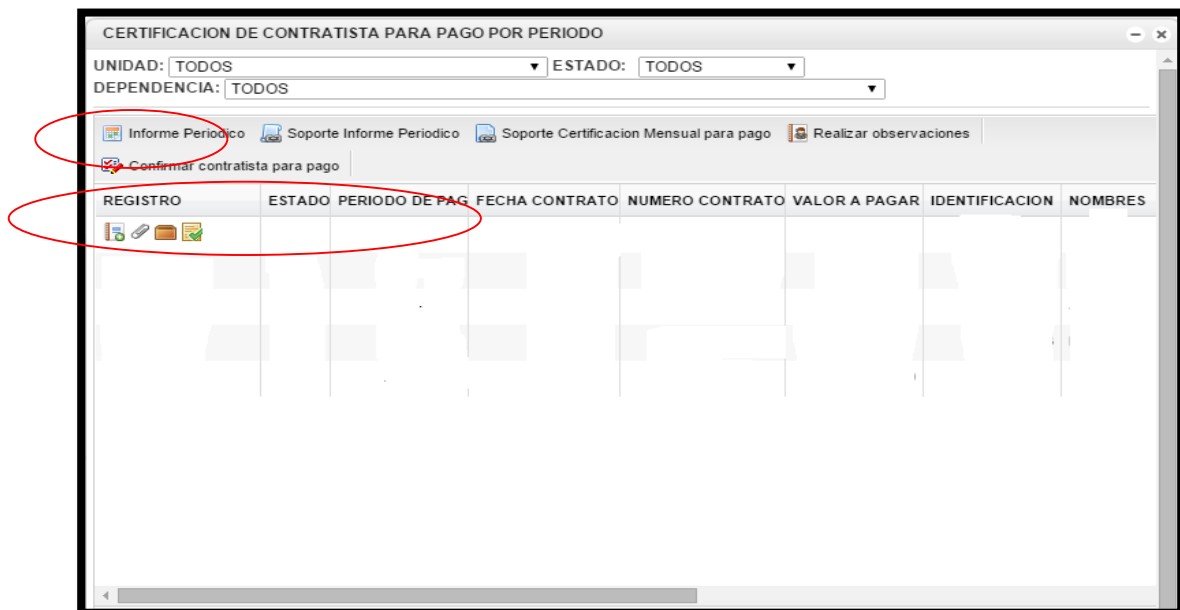 CERTIFICACION DE CONTRATISTA PARA PAGO POR PERIODO
UNIDAD: TODOS ESTADO: TODOS
DEPENDENCIA: TODOS
Informe Periodico Soporte Informe Periodico Soporte Certificacion Mensual para pago Realizar observaciones
Confirmar contratista para pago
REGISTRO ESTADO PERIODO DE PAG FECHA CONTRATO NUMERO CONTRATO VALOR A PAGAR IDENTIFICACION NOMBRES